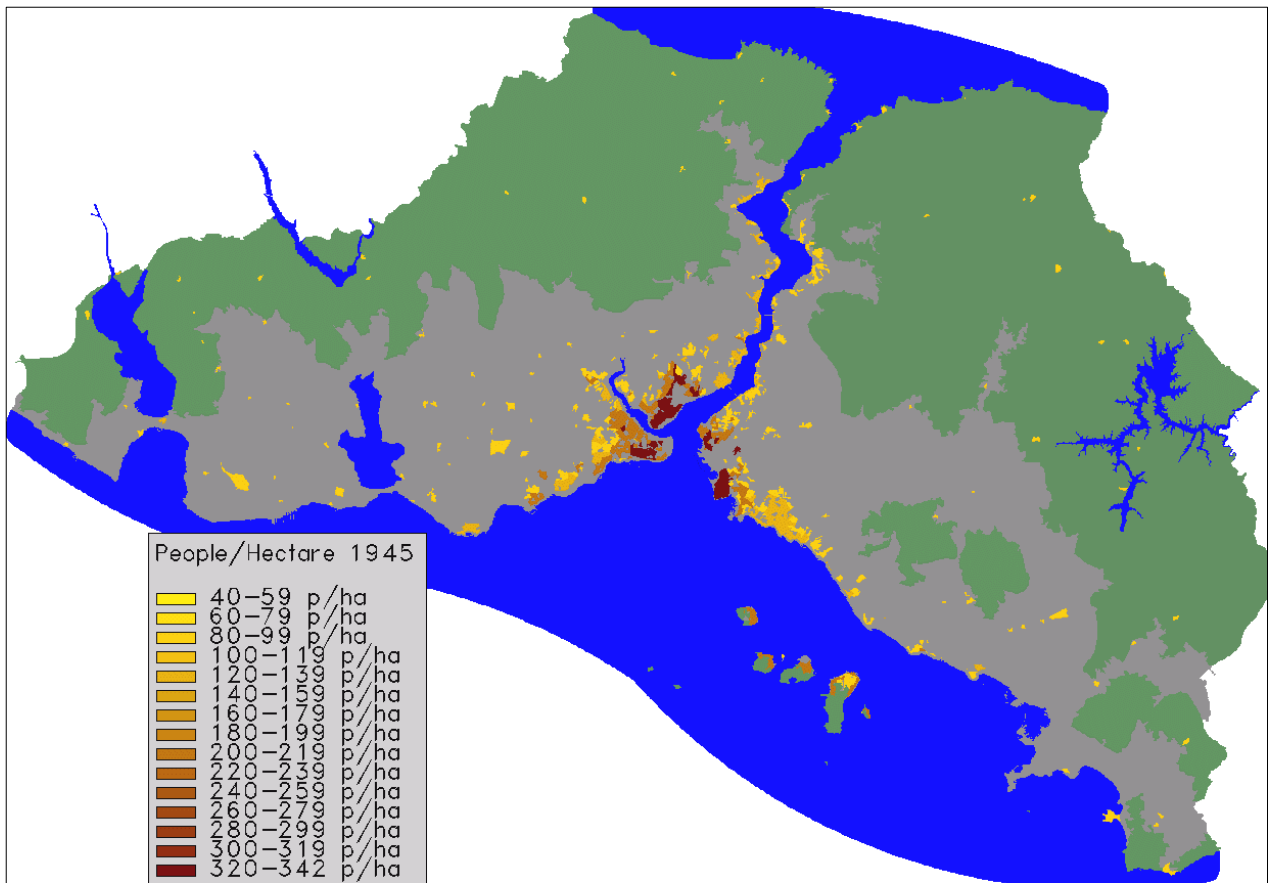 People/Hectare 1945
40-59 p/ha
60-79 p/ha
80-99 p/ha
100-119 p/ha
120-139 p/ha
140-159 p/ha
160-179 p/ha
180-199 p/ha
200-219 p/ha
220-239 p/ha
240-259 p/ha
260-279 p/ha
280-299 p/ha
300-319 p/ha
320-342 p/ha